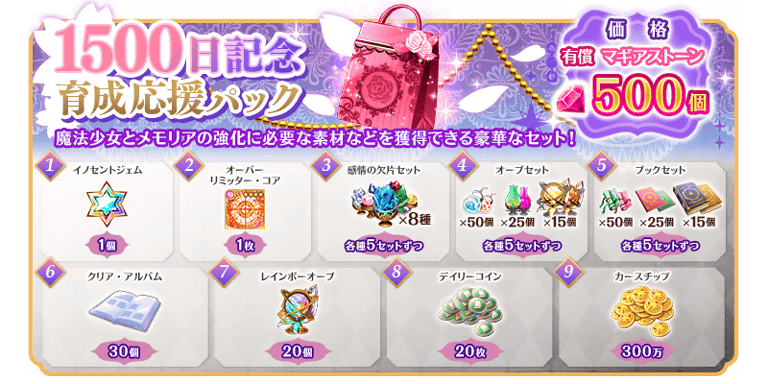 1500日記念
育成応援パック
価格
有償 マギアストーン
500個
魔法少女とメモリアの強化に必要な素材などを獲得できる豪華なセット！
1
イノセントジェム
1個
2
オーバー
リミッター・コア
1枚
3
感情の欠片セット
×8種
各種5セットずつ
4
オーブセット
×50個 ×25個 ×15個
各種5セットずつ
5
ブックセット
×50個 ×25個 ×15個
各種5セットずつ
6
クリア・アルバム
30個
7
レインボーオーブ
20個
8
デイリーコイン
20枚
9
カースチップ
300万